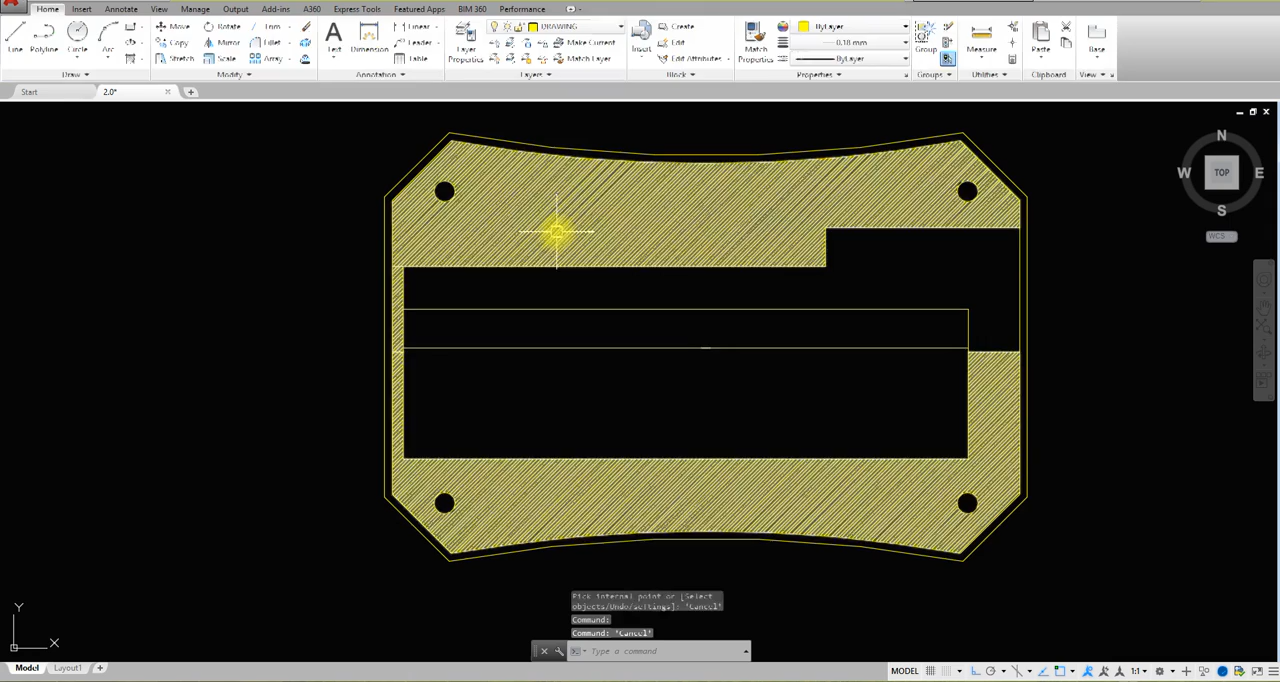 Home Insert Annotate View Manage Output Add-ins A360 Express Tools Featured Apps BIM 360 Performance
Line Polyline Circle Arc
Move Rotate Trim
Copy Mirror Fillet
Stretch Scale Array
Text Dimension
Linear
Leader
Table
Layer Properties
DRAWING
Make Current
Match Layer
Insert
Create
Edit
Edit Attributes
Match Properties
ByLayer
0.18 mm
ByLayer
Group
Measure
Paste
Base
Draw Modify Annotation Layers Block Properties Groups Utilities Clipboard View
Start 2.0*
N
W TOP E
S
WCS
Pick internal point or [Select
objects/Undo/seTtings]: *Cancel*
Command:
Command: *Cancel*
Type a command
Y
X
Model Layout1
MODEL 1:1